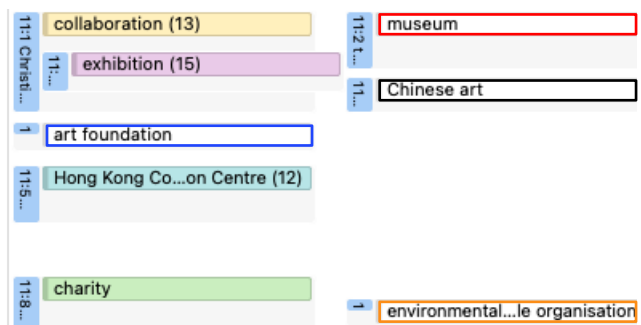 11:1 Christi...
collaboration (13)
11:...
exhibition (15)
1
art foundation
11:5...
Hong Kong Co...on Centre (12)
11:8...
charity
11:2 t...
museum
11...
Chinese art
1
environmental...le organisation